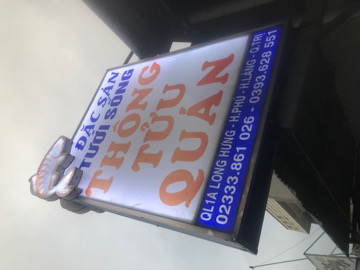 ĐẶC SẢN
TƯƠI SỐNG
THÔNG
TỬU
QUÁN
QL1A LONG HƯNG - H.PHÚ - H.LĂNG - Q.TRỊ
02333.861 026 - 0393.628 551